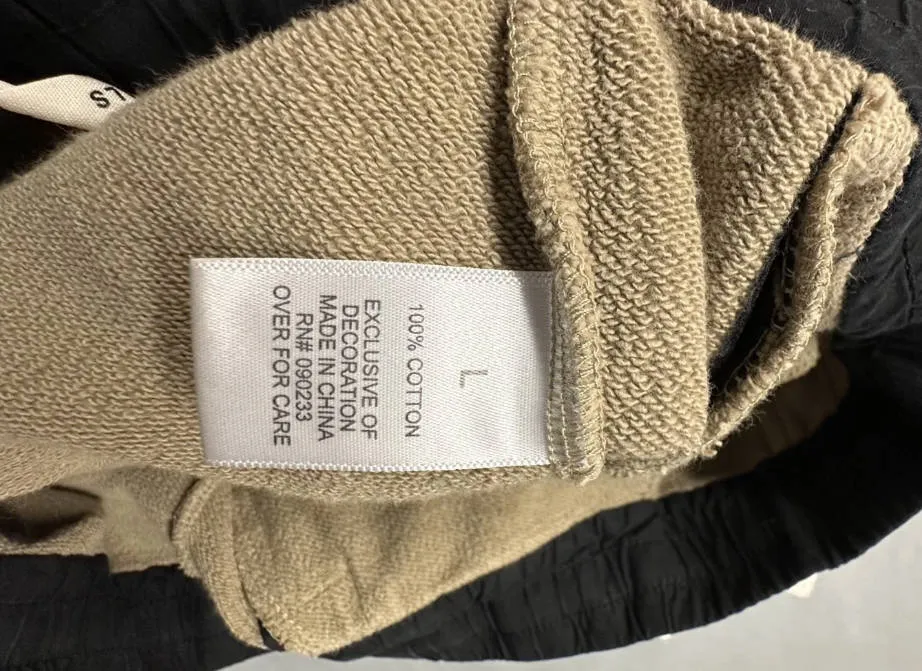 L
100% COTTON
EXCLUSIVE OF
DECORATION
MADE IN CHINA
RN# 090233
OVER FOR CARE